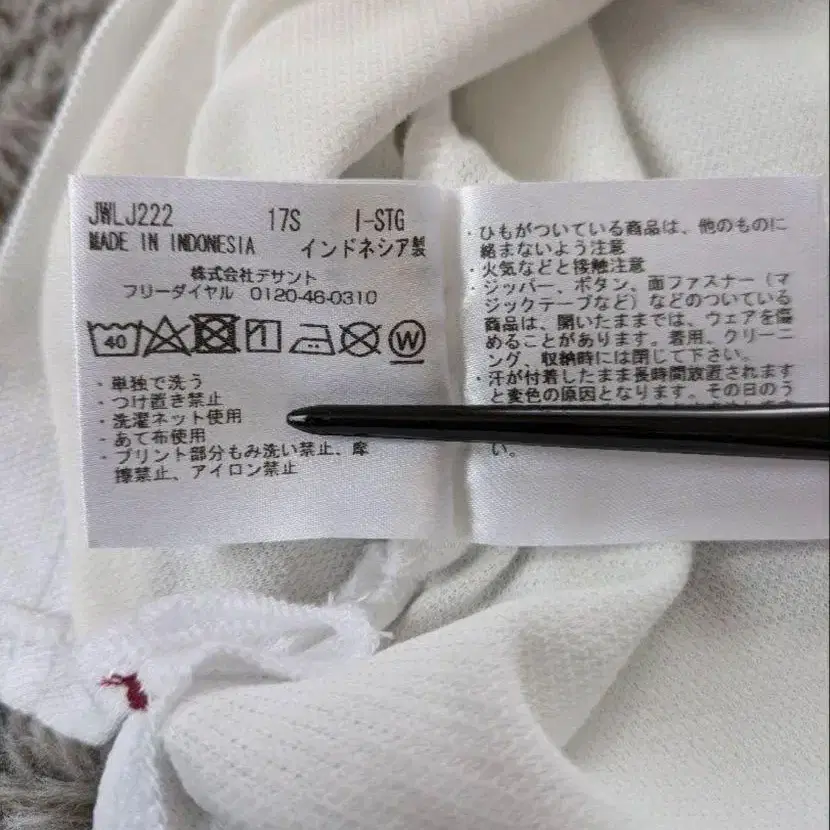 JWLJ222 17S I-STG
MADE IN INDONESIA インドネシア製
株式会社デサント
フリーダイヤル 0120-46-0310
40 W
・単独で洗う
・つけ置き禁止
・洗濯ネット使用
・あて布使用
・プリント部分もみ洗い禁止、摩
擦禁止、アイロン禁止
・ひもがついている商品は、他のものに
絡まないよう注意
・火気などと接触注意
・ジッパー、ボタン、面ファスナー（マ
ジックテープなど）などのついている
商品は、開いたままでは、ウェアを傷
めることがあります。着用、クリーニ
ング、収納時には閉じて下さい。
・汗が付着したまま長時間放置されます
と変色の原因となります。その日のう
い。